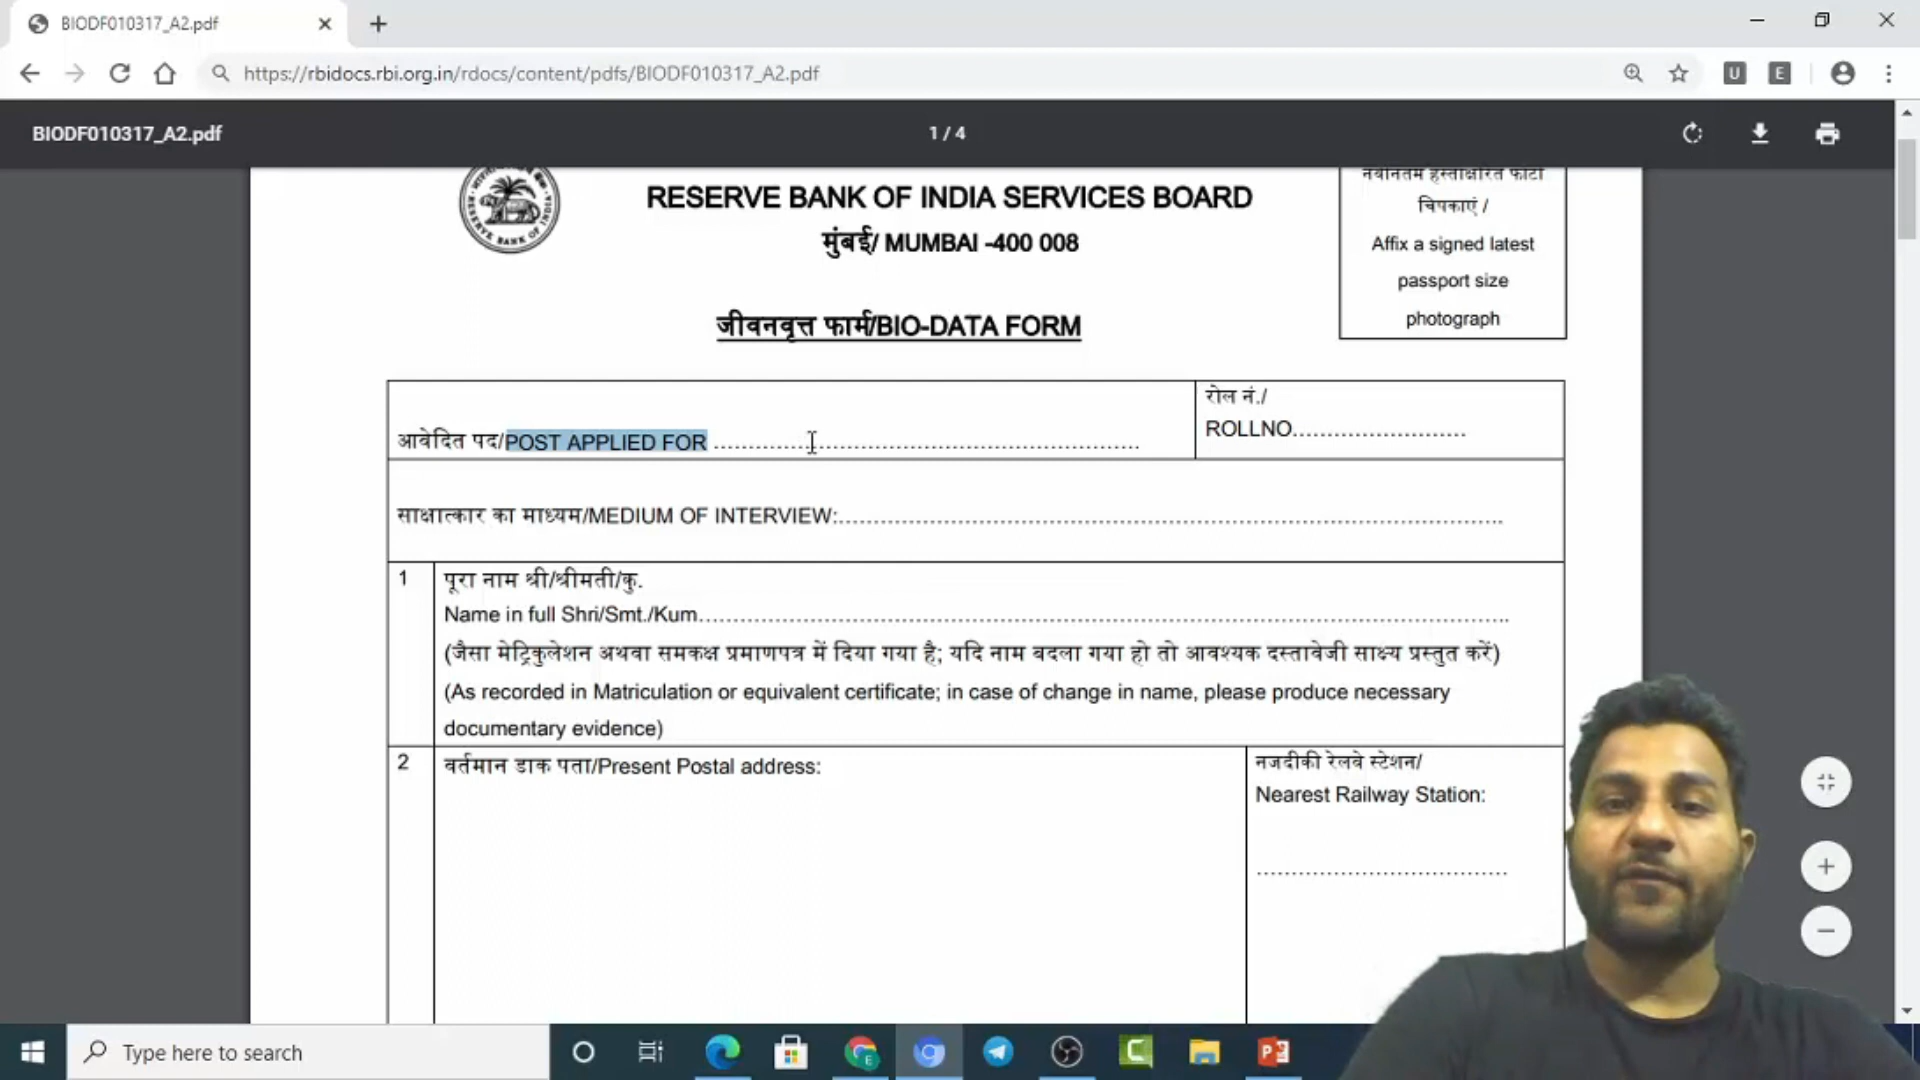 BIODF010317_A2.pdf
https://rbidocs.rbi.org.in/rdocs/content/pdfs/BIODF010317_A2.pdf
U E
BIODF010317_A2.pdf
1 / 4
RESERVE BANK OF INDIA SERVICES BOARD
मुंबई/ MUMBAI -400 008
नवीनतम हस्ताक्षरित फोटो
चिपकाएं /
Affix a signed latest
passport size
photograph
जीवनवृत्त फार्म/BIO-DATA FORM
आवेदित पद/POST APPLIED FOR ......................................................
रोल नं./
ROLLNO.........................
साक्षात्कार का माध्यम/MEDIUM OF INTERVIEW:...............................................................................
1
पूरा नाम श्री/श्रीमती/कु.
Name in full Shri/Smt./Kum...............................................................................................
(जैसा मेट्रिकुलेशन अथवा समकक्ष प्रमाणपत्र में दिया गया है; यदि नाम बदला गया हो तो आवश्यक दस्तावेजी साक्ष्य प्रस्तुत करें)
(As recorded in Matriculation or equivalent certificate; in case of change in name, please produce necessary
documentary evidence)
2
वर्तमान डाक पता/Present Postal address:
नजदीकी रेलवे स्टेशन/
Nearest Railway Station:
....................................
Type here to search